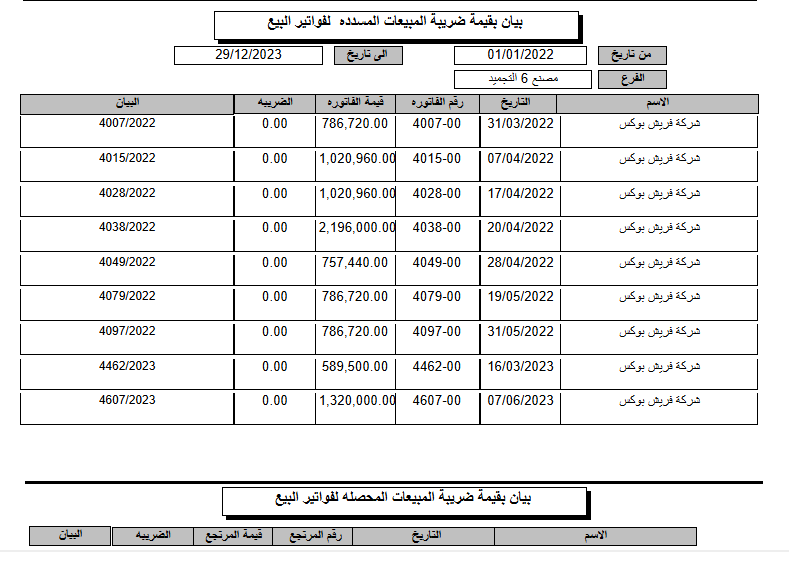 بيان بقيمة ضريبة المبيعات المسدده لفواتير البيع
من تاريخ 01/01/2022 الى تاريخ 29/12/2023
الفرع مصنع 6 التجميد
الاسم التاريخ رقم الفاتوره قيمة الفاتوره الضريبه البيان
شركة فريش بوكس 31/03/2022 4007-00 786,720.00 0.00 4007/2022
شركة فريش بوكس 07/04/2022 4015-00 1,020,960.00 0.00 4015/2022
شركة فريش بوكس 17/04/2022 4028-00 1,020,960.00 0.00 4028/2022
شركة فريش بوكس 20/04/2022 4038-00 2,196,000.00 0.00 4038/2022
شركة فريش بوكس 28/04/2022 4049-00 757,440.00 0.00 4049/2022
شركة فريش بوكس 19/05/2022 4079-00 786,720.00 0.00 4079/2022
شركة فريش بوكس 31/05/2022 4097-00 786,720.00 0.00 4097/2022
شركة فريش بوكس 16/03/2023 4462-00 589,500.00 0.00 4462/2023
شركة فريش بوكس 07/06/2023 4607-00 1,320,000.00 0.00 4607/2023
بيان بقيمة ضريبة المبيعات المحصله لفواتير البيع
الاسم التاريخ رقم المرتجع قيمة المرتجع الضريبه البيان